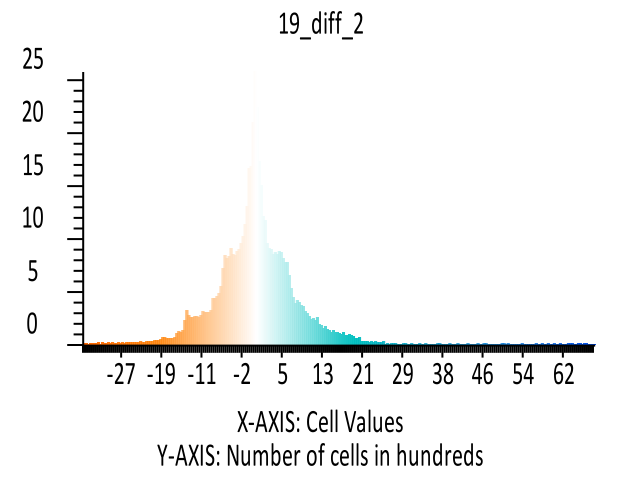 19_diff_2
25
20
15
10
5
0
-27 -19 -11 -2 5 13 21 29 38 46 54 62
X-AXIS: Cell Values
Y-AXIS: Number of cells in hundreds